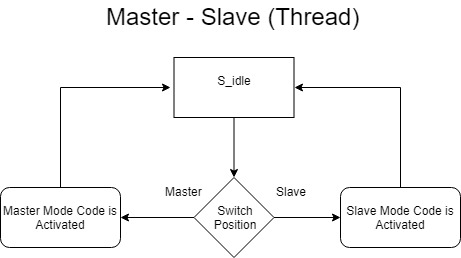 Master - Slave (Thread)
S_idle
Master
Slave
Master Mode Code is
Activated
Switch
Position
Slave Mode Code is
Activated